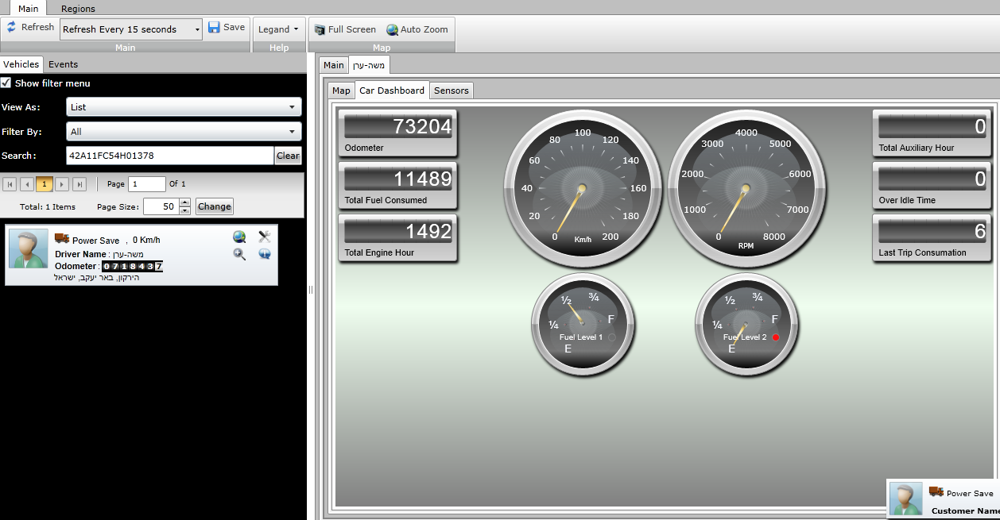 Main Regions
Refresh Refresh Every 15 seconds Save Legand Full Screen Auto Zoom
Main Help Map
Vehicles Events
Show filter menu
View As: List
Filter By: All
Search: 42A11FC54H01378 Clear
1 Page 1 Of 1
Total: 1 Items Page Size: 50 Change
Power Save , 0 Km/h
Driver Name : משה-ערן
Odometer : 0718437
הירקון, באר יעקב, ישראל
Main משה-ערן
Map Car Dashboard Sensors
73204
Odometer
11489
Total Fuel Consumed
1492
Total Engine Hour
0 20 40 60 80 100 120 140 160 180 200
Km/h
0 1000 2000 3000 4000 5000 6000 7000 8000
RPM
0
Total Auxiliary Hour
0
Over Idle Time
6
Last Trip Consumation
E ¼ ½ ¾ F
Fuel Level 1
E ¼ ½ ¾ F
Fuel Level 2
Power Save
Customer Name